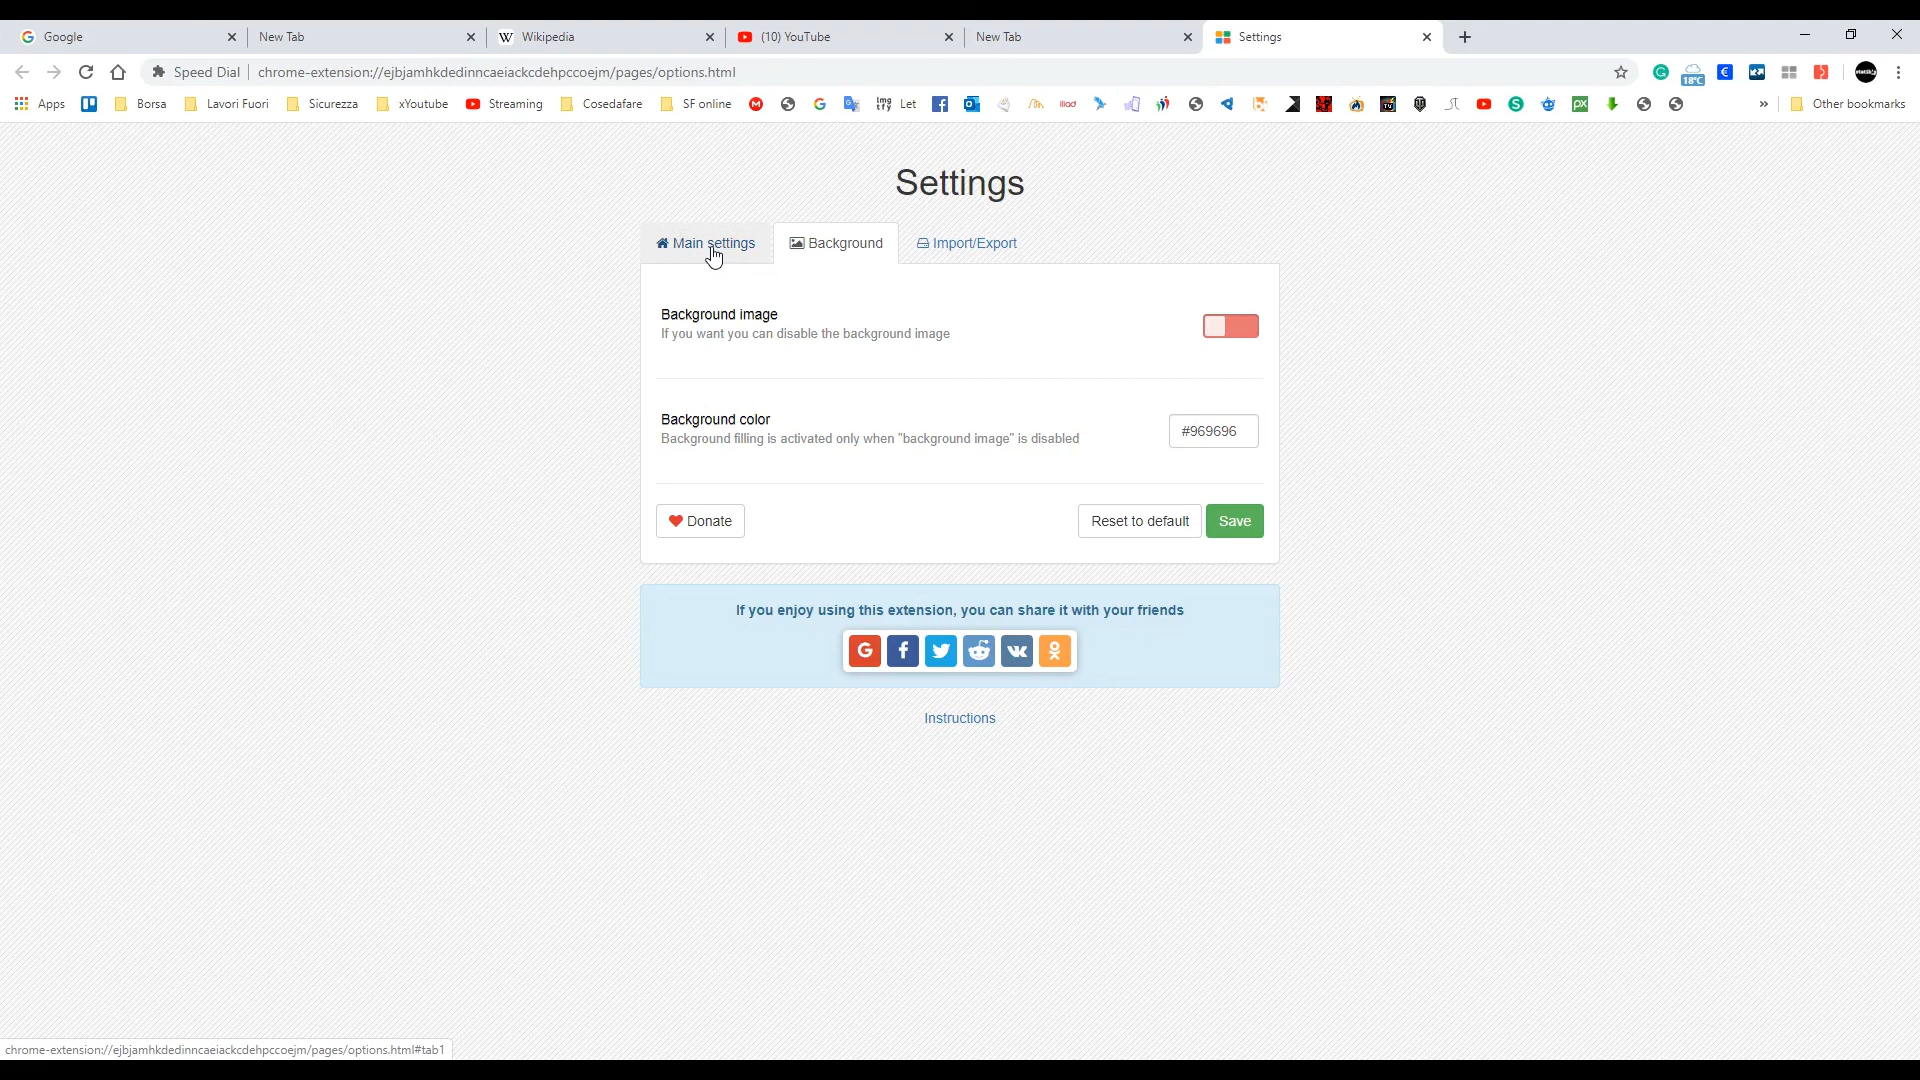 Google
New Tab
Wikipedia
(10) YouTube
New Tab
Settings
Speed Dial
chrome-extension://ejbjamhkdedinncaeiackcdehpccoejm/pages/options.html
18°C
Apps
Borsa
Lavori Fuori
Sicurezza
xYoutube
Streaming
Cosedafare
SF online
Let
iliad
»
Other bookmarks
Settings
Main settings
Background
Import/Export
Background image
If you want you can disable the background image
Background color
Background filling is activated only when "background image" is disabled
#969696
Donate
Reset to default
Save
If you enjoy using this extension, you can share it with your friends
Instructions
chrome-extension://ejbjamhkdedinncaeiackcdehpccoejm/pages/options.html#tab1